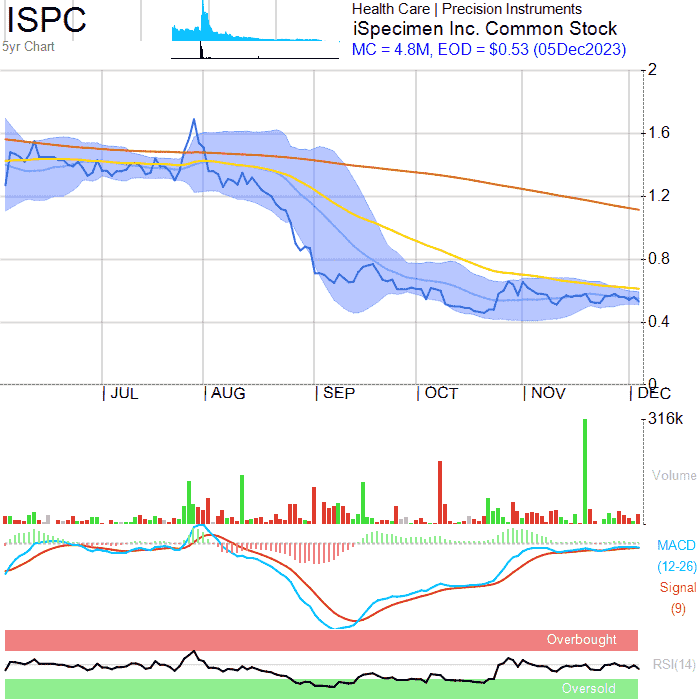 ISPC
5yr Chart
Health Care | Precision Instruments
iSpecimen Inc. Common Stock
MC = 4.8M, EOD = $0.53 (05Dec2023)
2
1.6
1.2
0.8
0.4
0
JUL AUG SEP OCT NOV DEC
316k
Volume
MACD
(12-26)
Signal
(9)
Overbought
RSI(14)
Oversold